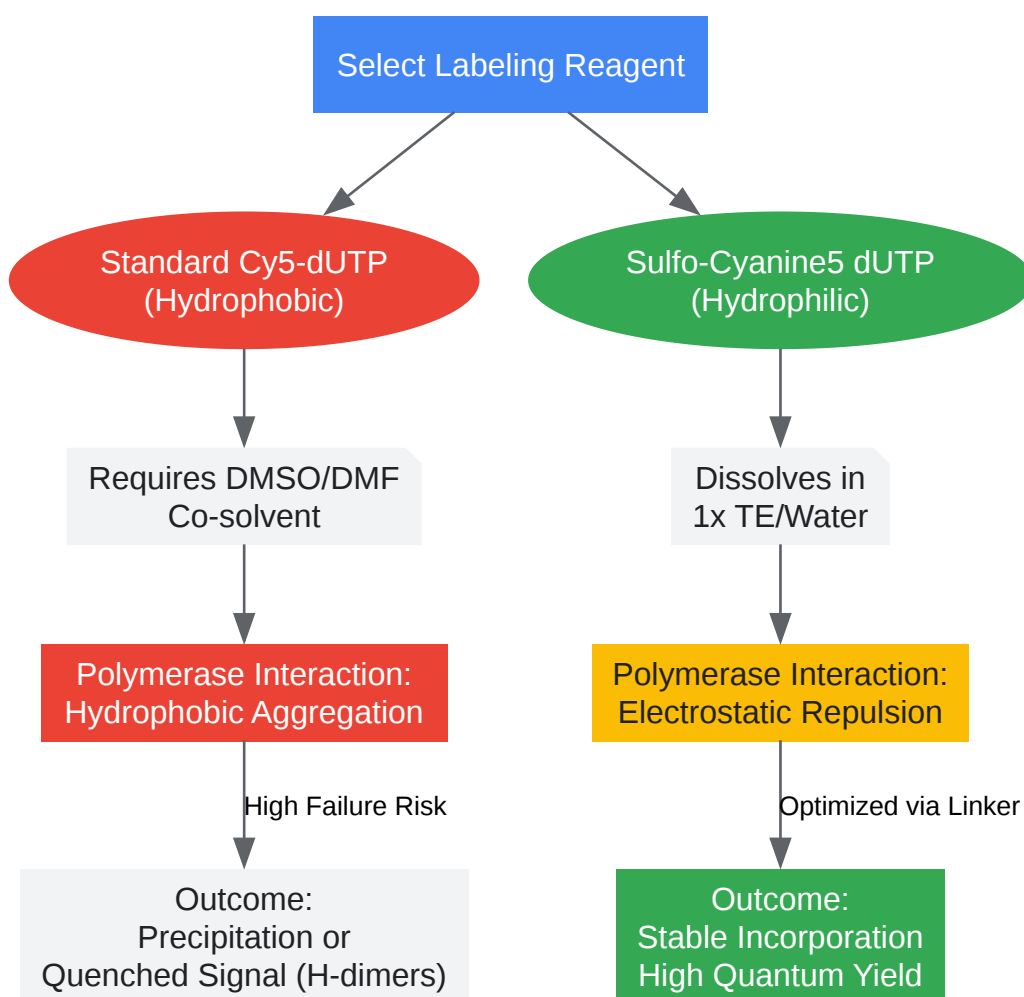 Select Labeling Reagent
Standard Cy5-dUTP
(Hydrophobic)
Sulfo-Cyanine5 dUTP
(Hydrophilic)
Requires DMSO/DMF
Co-solvent
Dissolves in
1x TE/Water
Polymerase Interaction:
Hydrophobic Aggregation
Polymerase Interaction:
Electrostatic Repulsion
High Failure Risk
Optimized via Linker
Outcome:
Precipitation or
Quenched Signal (H-dimers)
Outcome:
Stable Incorporation
High Quantum Yield